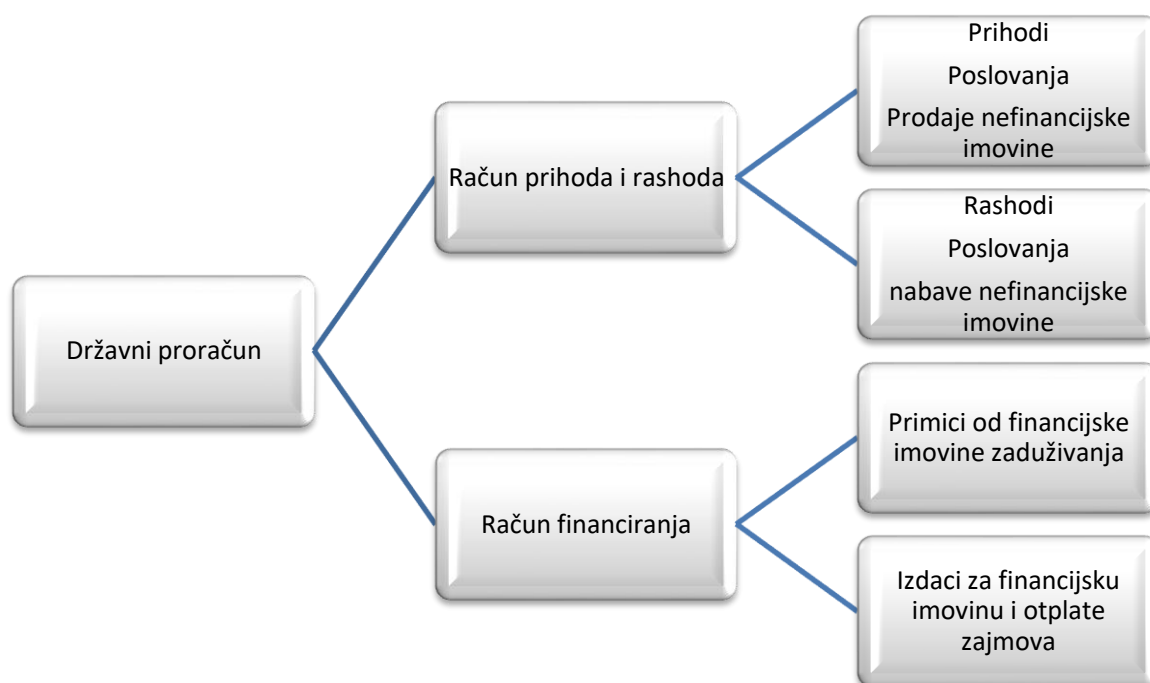 Prihodi
Poslovanja
Prodaje nefinancijske
imovine
Račun prihoda i rashoda
Rashodi
Poslovanja
nabave nefinancijske
imovine
Državni proračun
Primici od financijske
imovine zaduživanja
Račun financiranja
Izdaci za financijsku
imovinu i otplate
zajmova